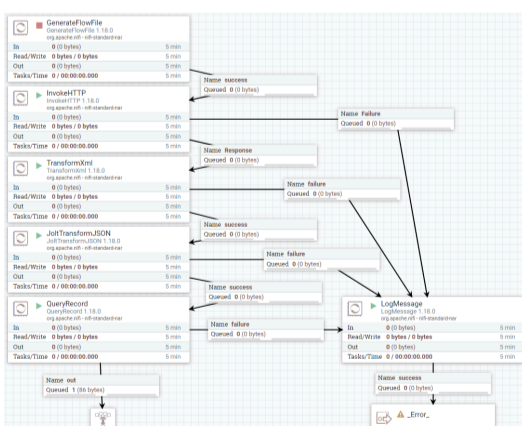 GenerateFlowFile
GenerateFlowFile 1.18.0
org.apache.nifi - nifi-standard-nar
In 0 (0 bytes) 5 min
Read/Write 0 bytes / 0 bytes 5 min
Out 0 (0 bytes) 5 min
Tasks/Time 0 / 00:00:00.000 5 min
Name success
Queued 0 (0 bytes)
InvokeHTTP
InvokeHTTP 1.18.0
org.apache.nifi - nifi-standard-nar
In 0 (0 bytes) 5 min
Read/Write 0 bytes / 0 bytes 5 min
Out 0 (0 bytes) 5 min
Tasks/Time 0 / 00:00:00.000 5 min
Name Failure
Queued 0 (0 bytes)
Name Response
Queued 0 (0 bytes)
TransformXml
TransformXml 1.18.0
org.apache.nifi - nifi-standard-nar
In 0 (0 bytes) 5 min
Read/Write 0 bytes / 0 bytes 5 min
Out 0 (0 bytes) 5 min
Tasks/Time 0 / 00:00:00.000 5 min
Name failure
Queued 0 (0 bytes)
Name success
Queued 0 (0 bytes)
JoltTransformJSON
JoltTransformJSON 1.18.0
org.apache.nifi - nifi-standard-nar
In 0 (0 bytes) 5 min
Read/Write 0 bytes / 0 bytes 5 min
Out 0 (0 bytes) 5 min
Tasks/Time 0 / 00:00:00.000 5 min
Name failure
Queued 0 (0 bytes)
Name success
Queued 0 (0 bytes)
QueryRecord
QueryRecord 1.18.0
org.apache.nifi - nifi-standard-nar
In 0 (0 bytes) 5 min
Read/Write 0 bytes / 0 bytes 5 min
Out 0 (0 bytes) 5 min
Tasks/Time 0 / 00:00:00.000 5 min
Name failure
Queued 0 (0 bytes)
LogMessage
LogMessage 1.18.0
org.apache.nifi - nifi-standard-nar
In 0 (0 bytes) 5 min
Read/Write 0 bytes / 0 bytes 5 min
Out 0 (0 bytes) 5 min
Tasks/Time 0 / 00:00:00.000 5 min
Name out
Queued 1 (86 bytes)
Name success
Queued 0 (0 bytes)
_Error_